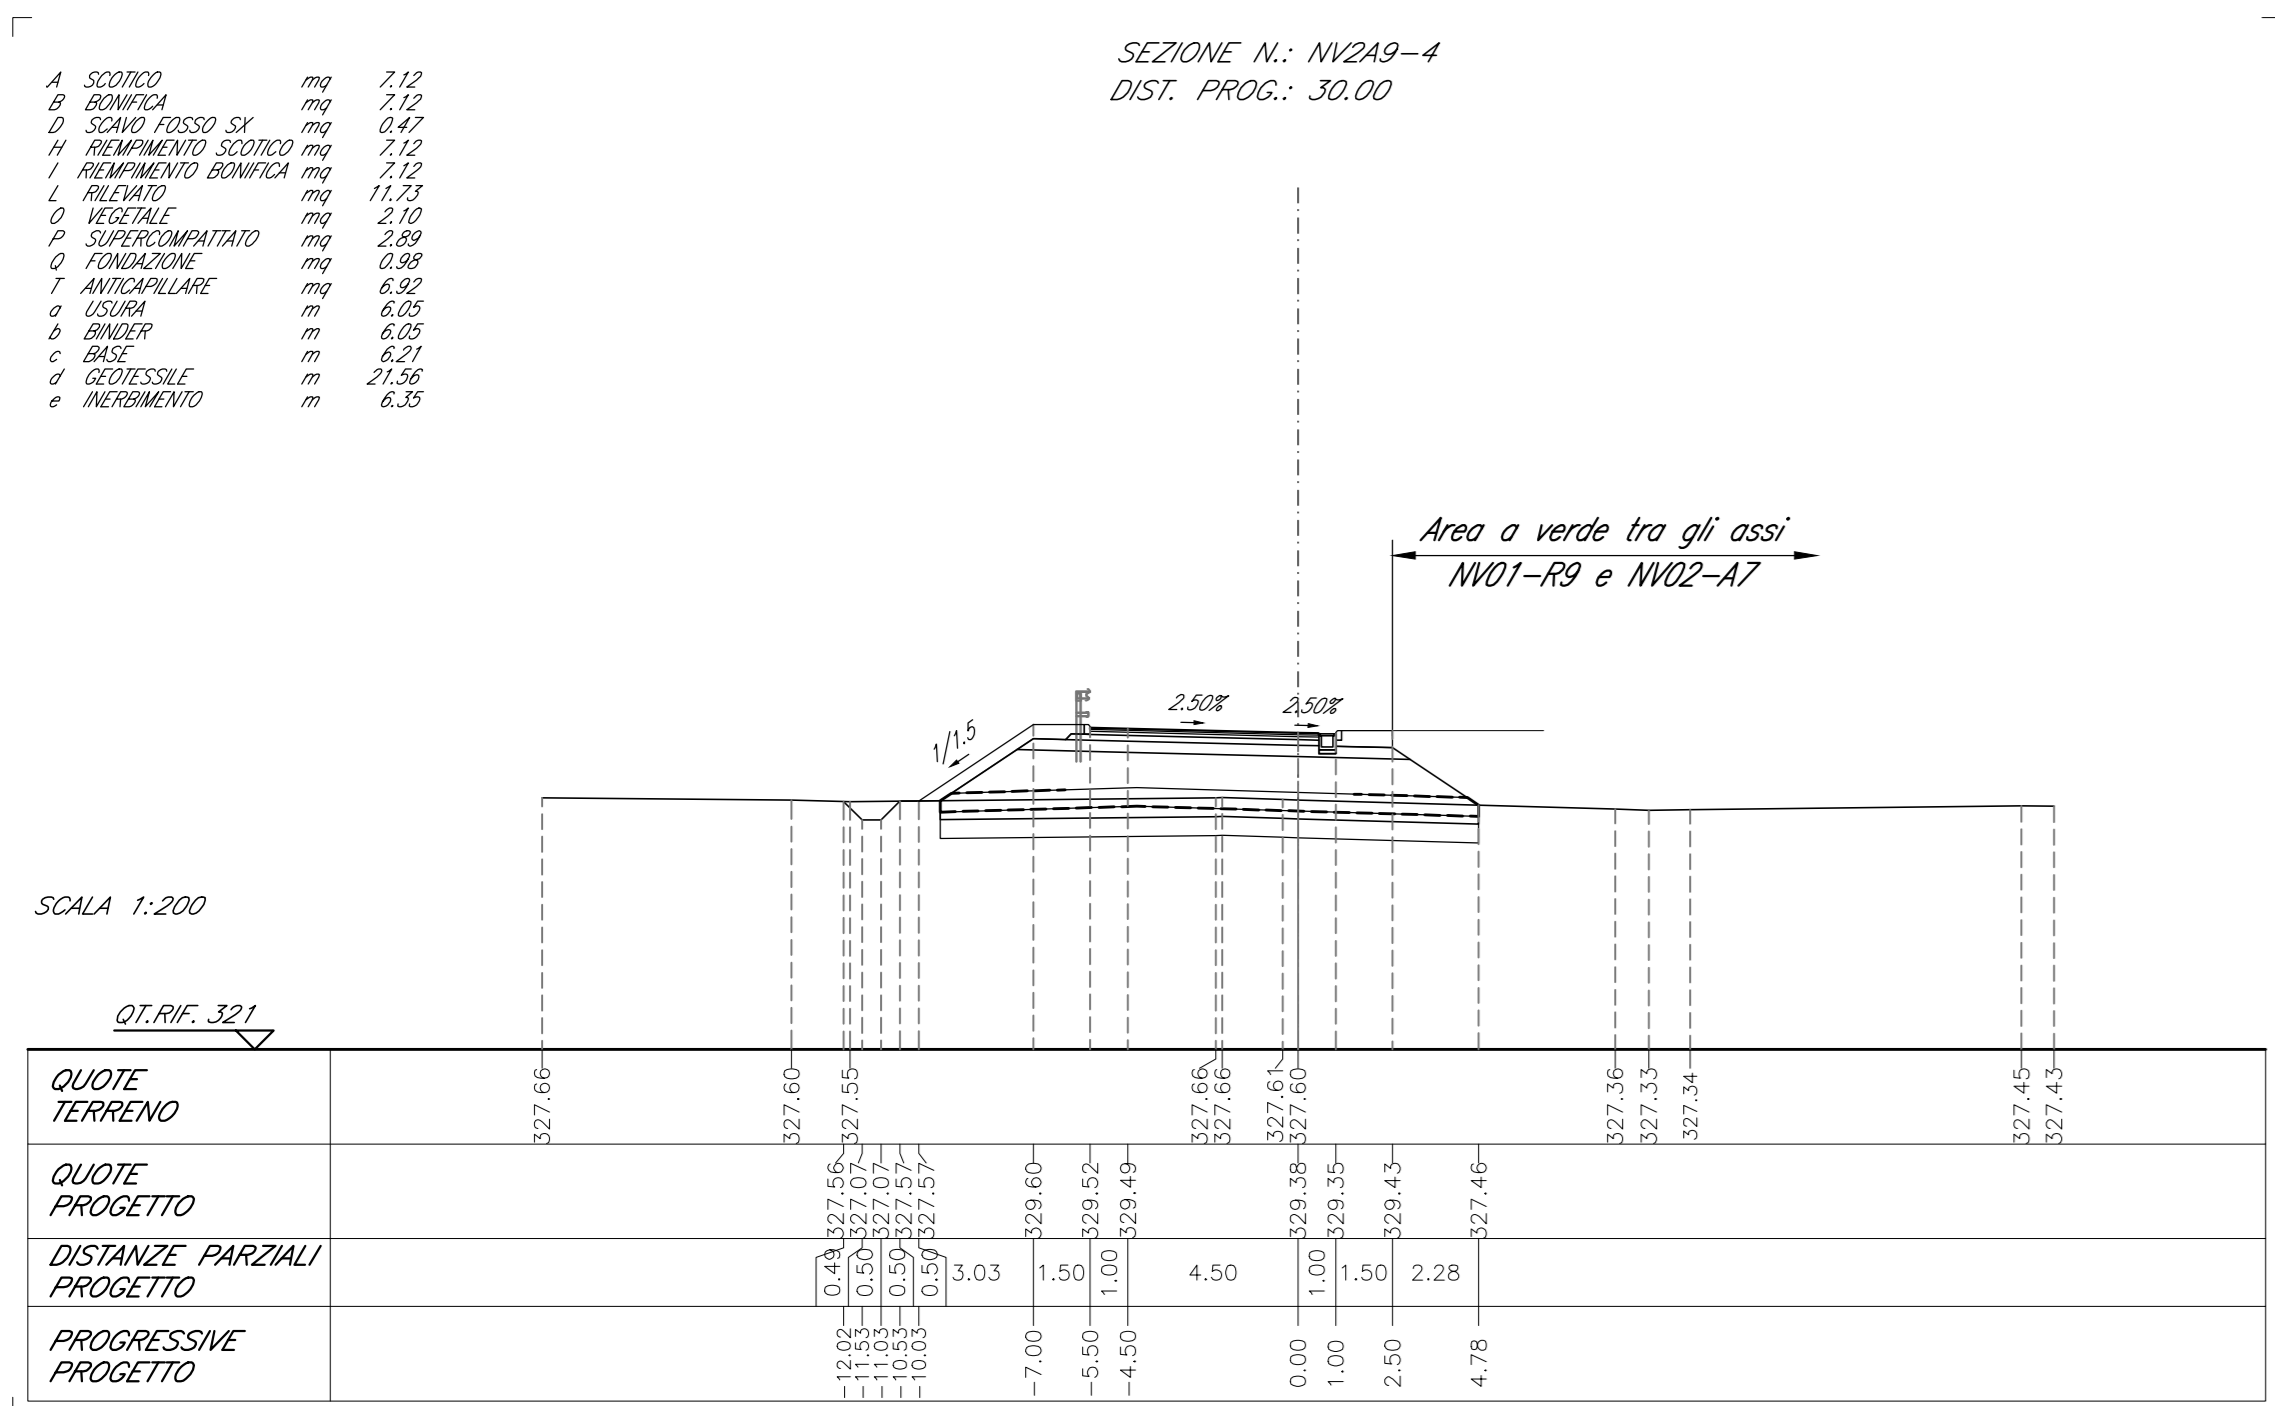 SEZIONE N.: NV2A9-4
DIST. PROG.: 30.00
A SCOTICO mq 7.12
B BONIFICA mq 7.12
D SCAVO FOSSO SX mq 0.47
H RIEMPIMENTO SCOTICO mq 7.12
I RIEMPIMENTO BONIFICA mq 7.12
L RILEVATO mq 11.73
O VEGETALE mq 2.10
P SUPERCOMPATTATO mq 2.89
Q FONDAZIONE mq 0.98
T ANTICAPILLARE mq 6.92
a USURA m 6.05
b BINDER m 6.05
c BASE m 6.21
d GEOTESSILE m 21.56
e INERBIMENTO m 6.35
Area a verde tra gli assi
NV01-R9 e NV02-A7
2.50% 2.50%
1/1.5
SCALA 1:200
QT.RIF. 321
QUOTE
TERRENO
327.66 327.60 327.55 327.66 327.66 327.61 327.60 327.36 327.33 327.34 327.45 327.43
QUOTE
PROGETTO
327.56 327.07 327.07 327.57 327.57 329.60 329.52 329.49 329.38 329.35 329.43 327.46
DISTANZE PARZIALI
PROGETTO
0.49 0.50 0.50 0.50 3.03 1.50 1.00 4.50 1.00 1.50 2.28
PROGRESSIVE
PROGETTO
-12.02 -11.53 -11.03 -10.53 -10.03 -7.00 -5.50 -4.50 0.00 1.00 2.50 4.78